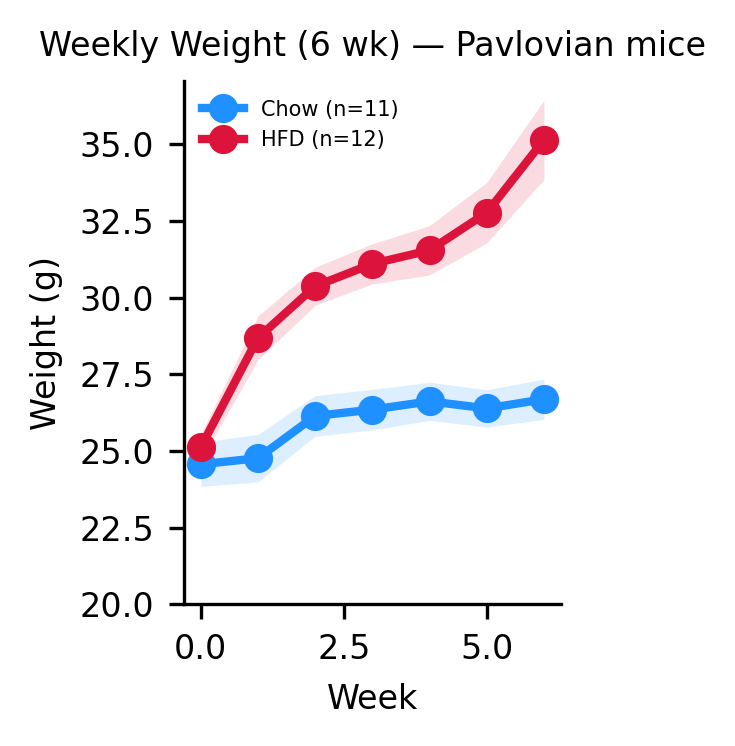 Weekly Weight (6 wk) — Pavlovian mice
Chow (n=11)
HFD (n=12)
Weight (g)
35.0
32.5
30.0
27.5
25.0
22.5
20.0
0.0 2.5 5.0
Week